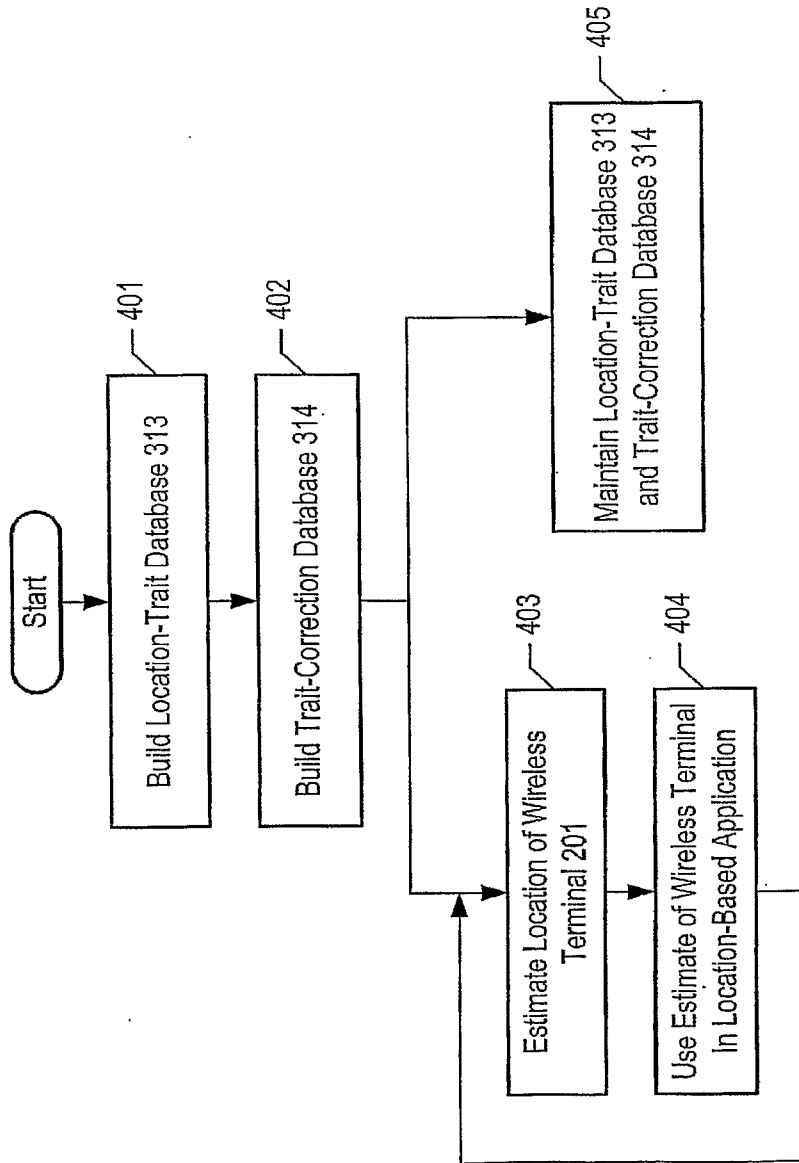 Start
401
Build Location-Trait Database 313
402
Build Trait-Correction Database 314
403
Estimate Location of Wireless
Terminal 201
404
Use Estimate of Wireless Terminal
In Location-Based Application
405
Maintain Location-Trait Database 313
and Trait-Correction Database 314